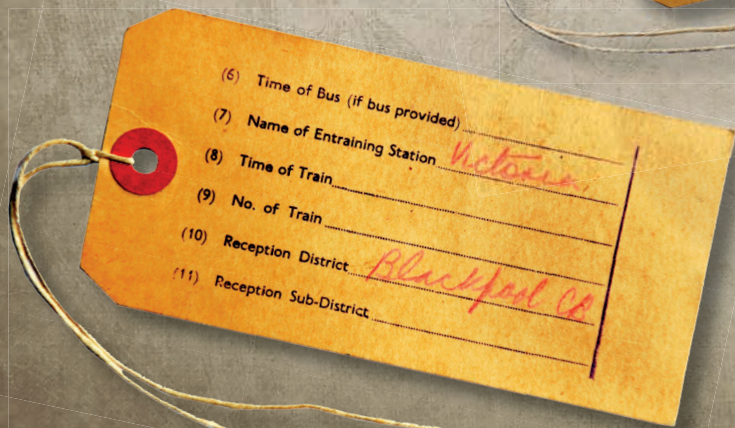 (6) Time of Bus (if bus provided)
(7) Name of Entraining Station Victoria
(8) Time of Train
(9) No. of Train
(10) Reception District Blackpool CB
(11) Reception Sub-District